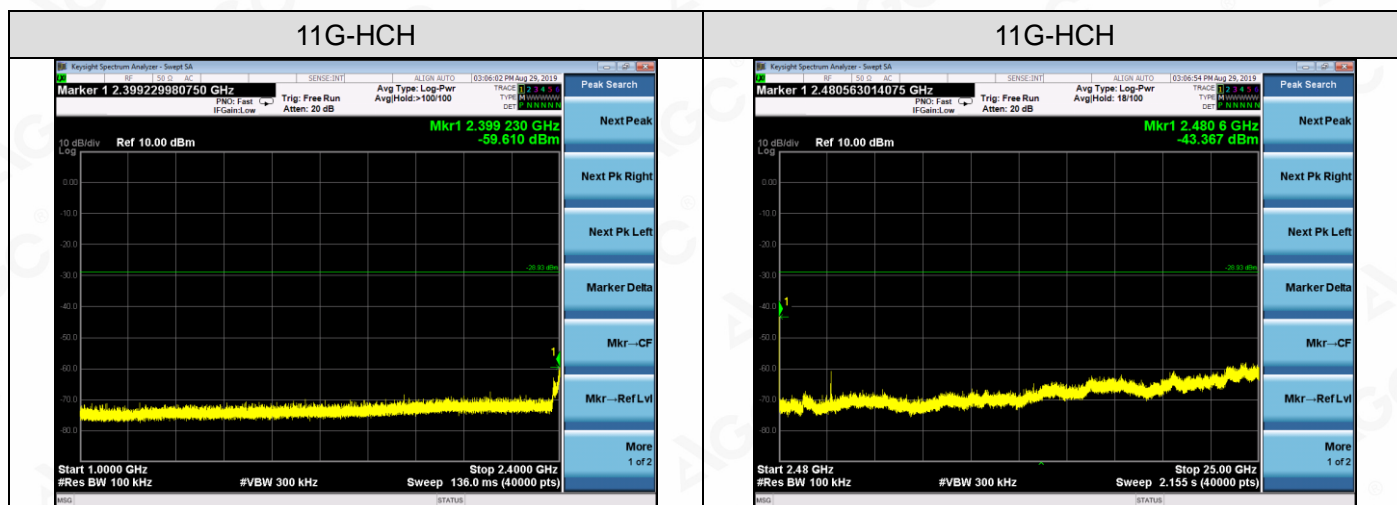 11G-HCH
11G-HCH
Keysight Spectrum Analyzer - Swept SA
RF 50 Ω AC SENSE:INT ALIGN AUTO 03:06:02 PM Aug 29, 2019
Marker 1 2.399229980750 GHz
PNO: Fast
IFGain:Low
Trig: Free Run
Atten: 20 dB
Avg Type: Log-Pwr
Avg|Hold:>100/100
TRACE 1 2 3 4 5 6
TYPE M WWWWW
DET P N N N N N
Mkr1 2.399 230 GHz
-59.610 dBm
10 dB/div Ref 10.00 dBm
Log
0.00
-10.0
-20.0
-30.0
-40.0
-50.0
-60.0
-70.0
-80.0
-28.93 dBm
1
Start 1.0000 GHz Stop 2.4000 GHz
#Res BW 100 kHz #VBW 300 kHz Sweep 136.0 ms (40000 pts)
MSG STATUS
Peak Search
Next Peak
Next Pk Right
Next Pk Left
Marker Delta
Mkr→CF
Mkr→RefLvl
More
1 of 2
Keysight Spectrum Analyzer - Swept SA
RF 50 Ω AC SENSE:INT ALIGN AUTO 03:06:54 PM Aug 29, 2019
Marker 1 2.480563014075 GHz
PNO: Fast
IFGain:Low
Trig: Free Run
Atten: 20 dB
Avg Type: Log-Pwr
Avg|Hold: 18/100
TRACE 1 2 3 4 5 6
TYPE M WWWWW
DET P N N N N N
Mkr1 2.480 6 GHz
-43.367 dBm
10 dB/div Ref 10.00 dBm
Log
0.00
-10.0
-20.0
-30.0
-40.0
-50.0
-60.0
-70.0
-80.0
-28.93 dBm
1
Start 2.48 GHz Stop 25.00 GHz
#Res BW 100 kHz #VBW 300 kHz Sweep 2.155 s (40000 pts)
MSG STATUS
Peak Search
Next Peak
Next Pk Right
Next Pk Left
Marker Delta
Mkr→CF
Mkr→RefLvl
More
1 of 2